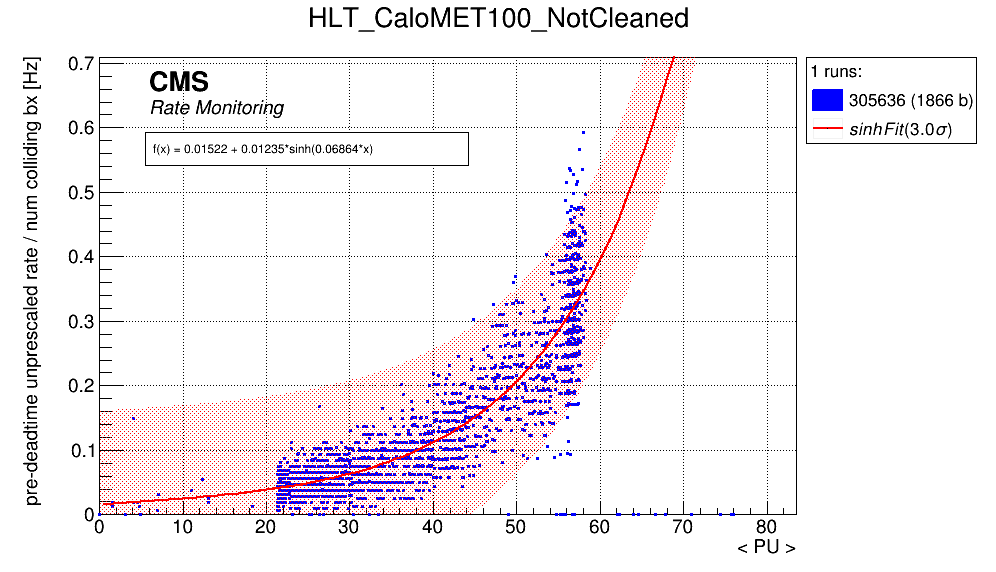 HLT_CaloMET100_NotCleaned
pre-deadtime unprescaled rate / num colliding bx [Hz]
0.7
0.6
0.5
0.4
0.3
0.2
0.1
0
CMS
Rate Monitoring
f(x) = 0.01522 + 0.01235*sinh(0.06864*x)
0 10 20 30 40 50 60 70 80
< PU >
1 runs:
305636 (1866 b)
sinhFit(3.0σ)